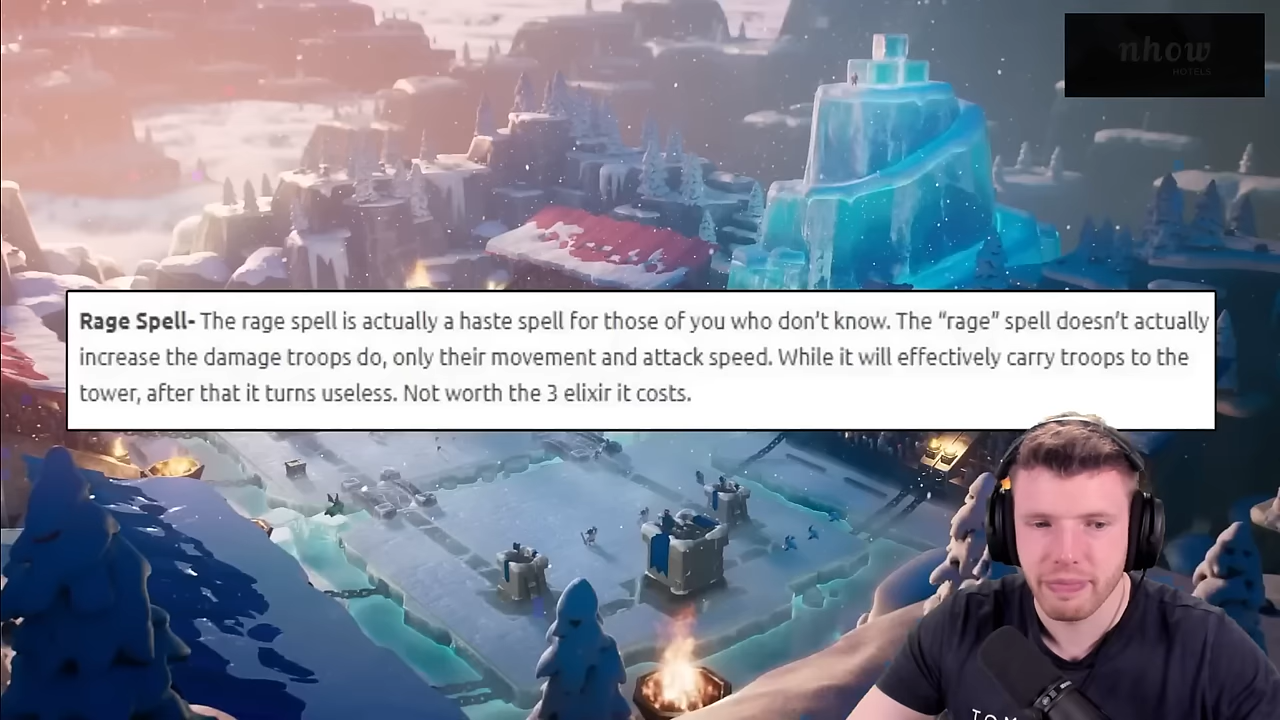 nhow
HOTELS
Rage Spell- The rage spell is actually a haste spell for those of you who don’t know. The “rage” spell doesn’t actually
increase the damage troops do, only their movement and attack speed. While it will effectively carry troops to the
tower, after that it turns useless. Not worth the 3 elixir it costs.